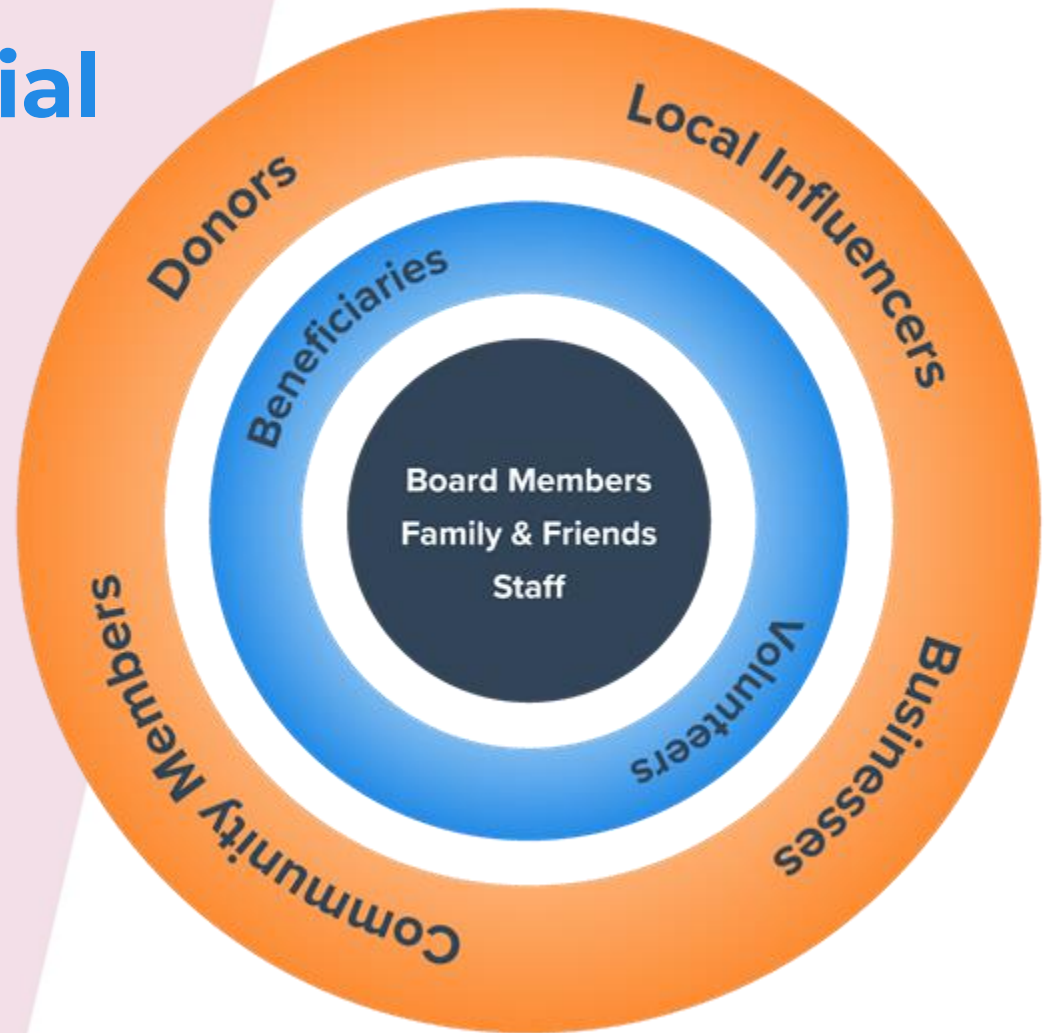 ial
Donors
Local Influencers
Beneficiaries
Board Members
Family & Friends
Staff
Volunteers
Community Members
Businesses